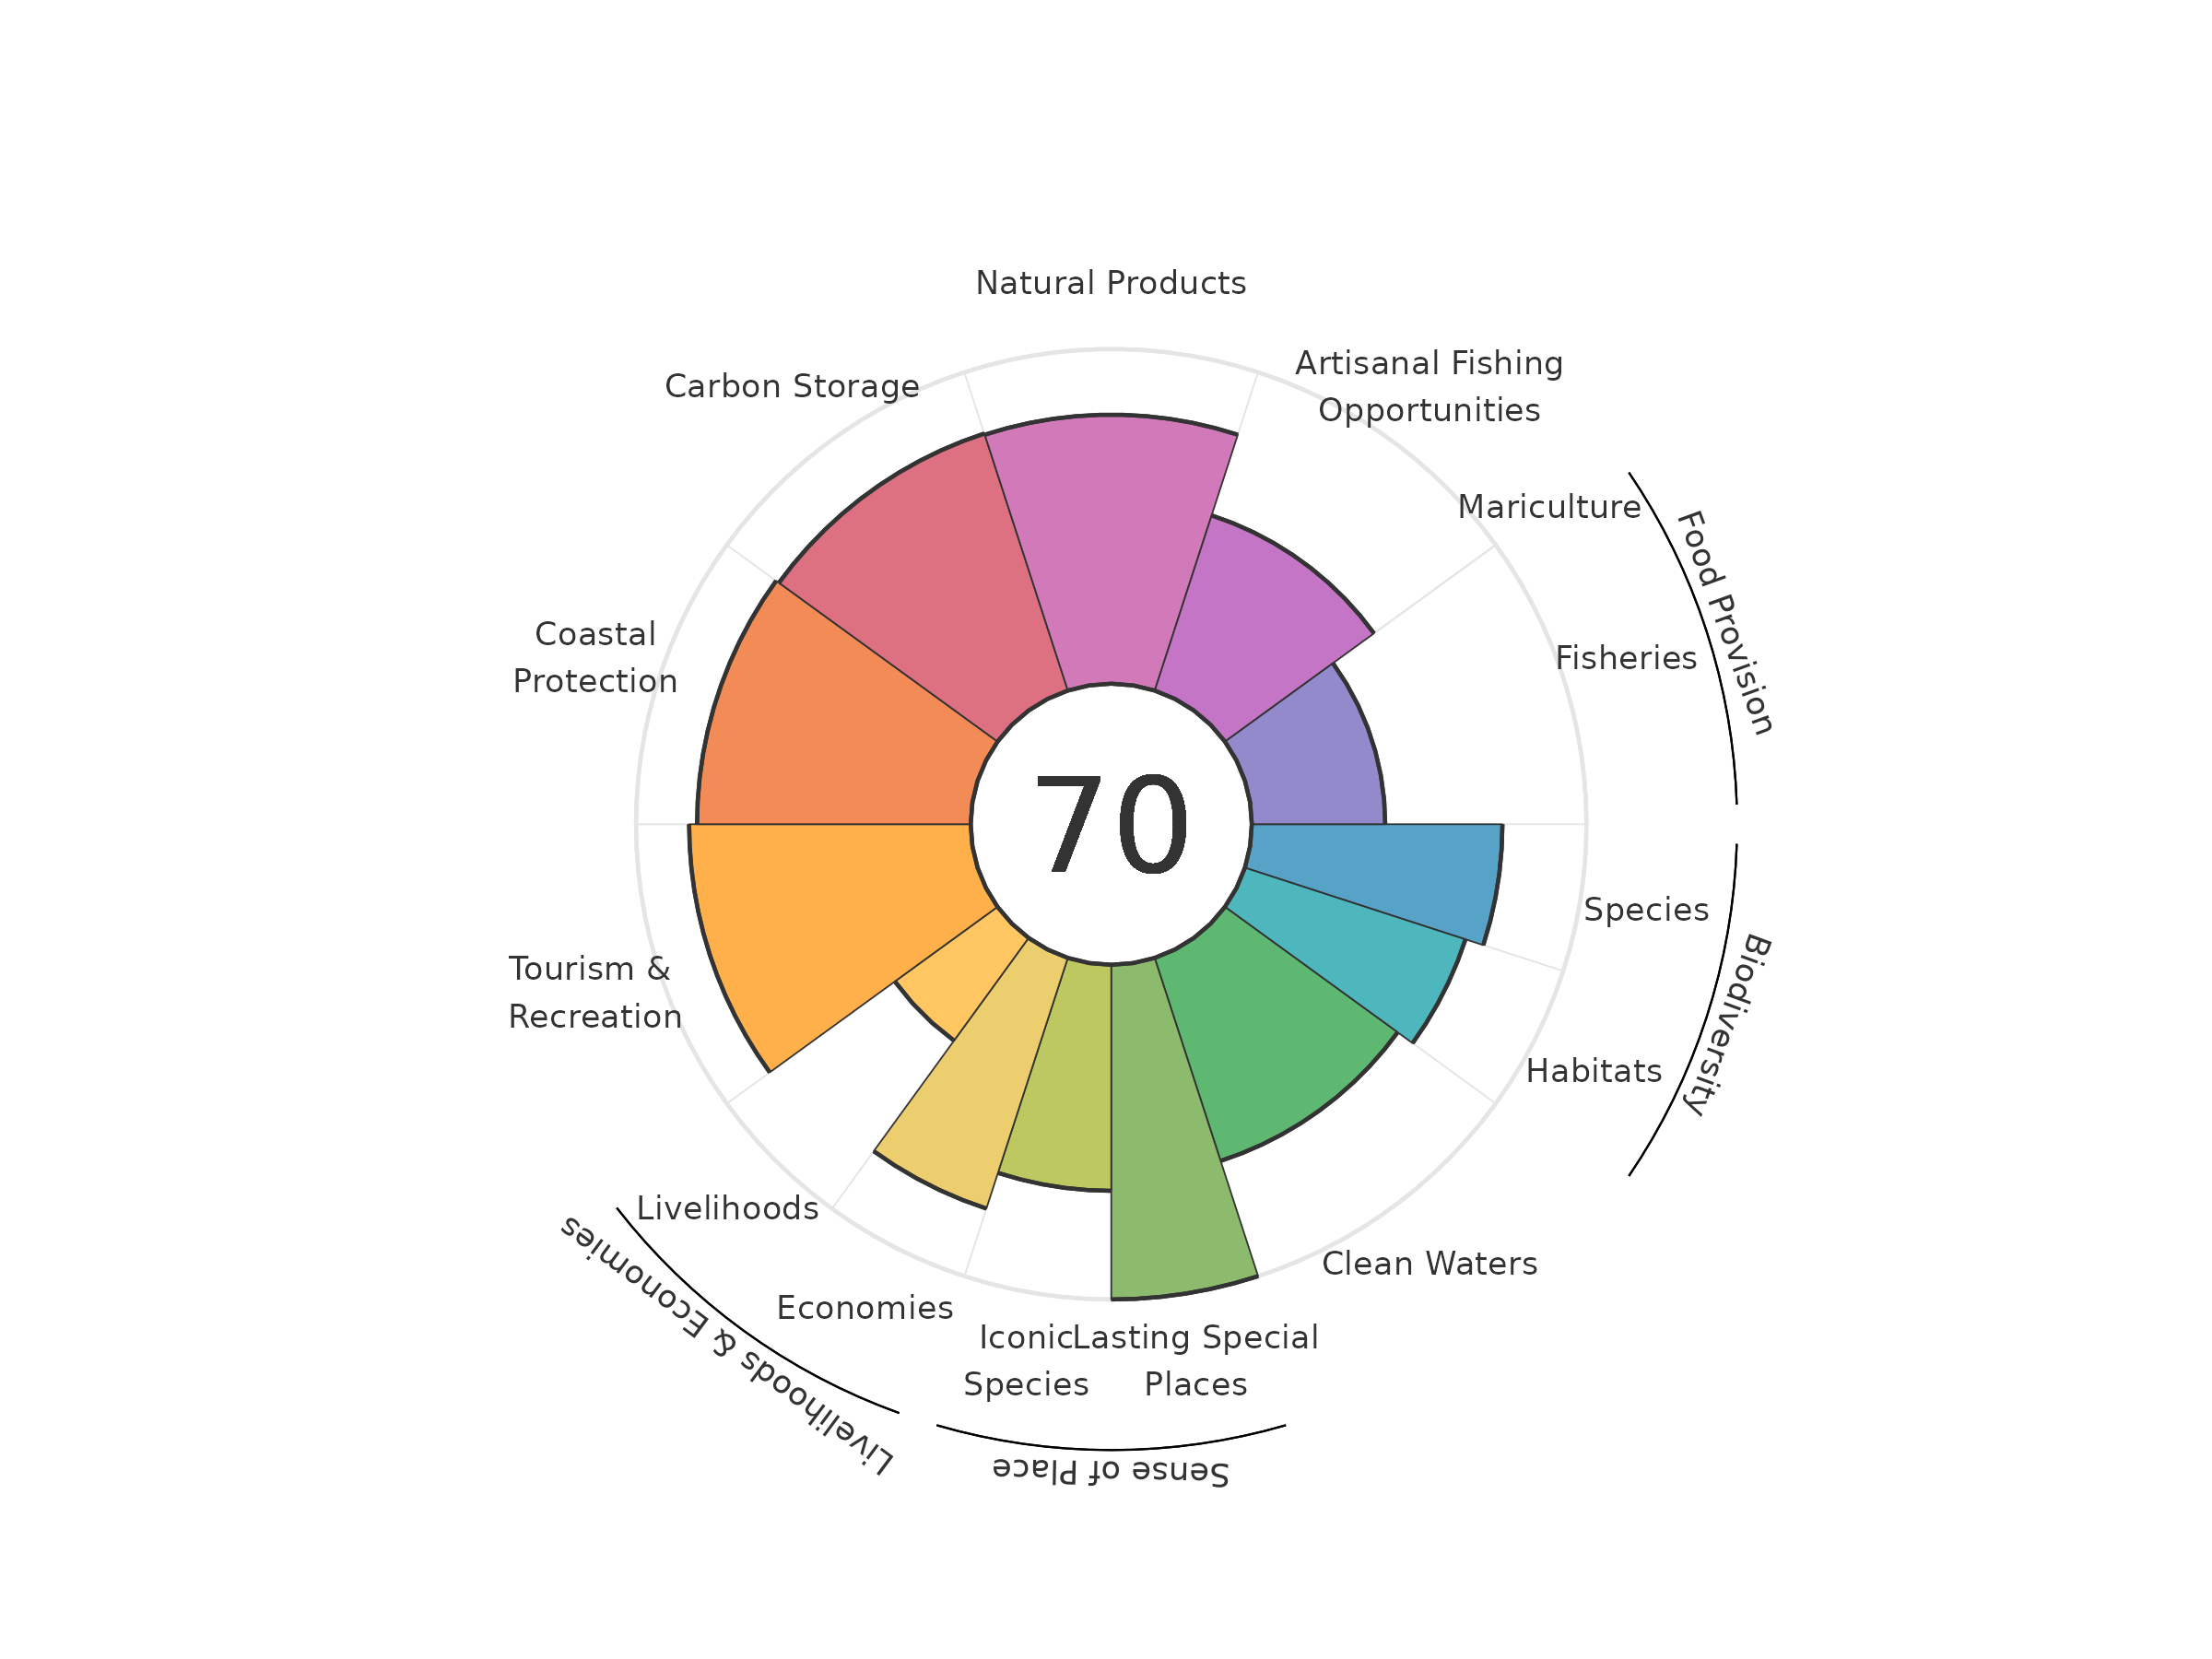 Natural Products
Artisanal Fishing
Opportunities
Carbon Storage
Mariculture
Food Provision
Fisheries
Coastal
Protection
70
Species
Biodiversity
Tourism &
Recreation
Habitats
Livelihoods
Clean Waters
Livelihoods & Economies
Economies
Iconic
Species
Lasting Special
Places
Sense of Place